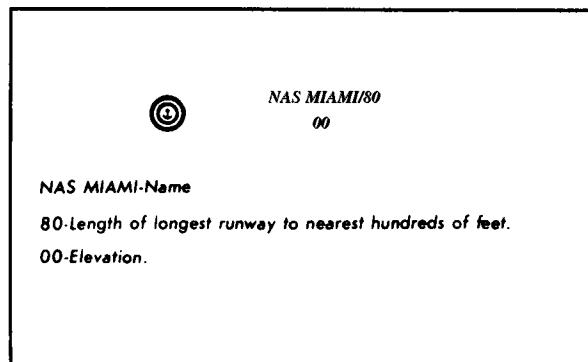 NAS MIAMI/80
00
NAS MIAMI-Name
80-Length of longest runway to nearest hundreds of feet.
00-Elevation.